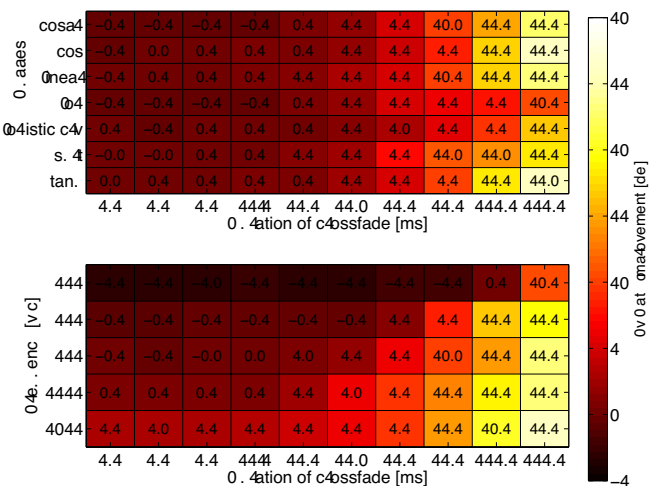 cosa4 −0.4 −0.4 −0.4 −0.4 0.4 4.4 4.4 40.0 44.4 44.4
cos −0.4 0.0 0.4 0.4 0.4 4.4 4.4 4.4 44.4 44.4
0nea4 −0.4 −0.4 0.4 0.4 4.4 4.4 4.4 40.4 44.4 44.4
0o4 −0.4 −0.4 −0.4 −0.4 0.4 4.4 4.4 4.4 4.4 40.4
0o4istic c4v 0.4 −0.4 0.4 0.4 0.4 4.4 4.0 4.4 4.4 44.4
s. 4t −0.0 −0.0 0.4 0.4 4.4 4.4 4.4 44.0 44.0 44.4
tan. 0.0 0.4 0.4 0.4 0.4 4.4 4.4 4.4 44.4 44.0
0. aaes
4.4 4.4 4.4 44.4 44.4 44.0 44.4 44.4 444.4 444.4
0. 4ation of c4ossfade [ms]
444 −4.4 −4.4 −4.0 −4.4 −4.4 −4.4 −4.4 −4.4 0.4 40.4
444 −0.4 −0.4 −0.4 −0.4 −0.4 −0.4 0.4 4.4 44.4 44.4
444 −0.4 −0.4 −0.0 0.0 4.0 4.4 4.4 40.0 44.4 44.4
4444 0.4 0.4 0.4 0.4 4.4 4.0 4.4 44.4 44.4 44.4
4044 4.4 4.0 4.4 4.4 4.4 4.4 4.4 44.4 40.4 44.4
04e. . enc [v c]
4.4 4.4 4.4 44.4 44.4 44.0 44.4 44.4 444.4 444.4
0. 4ation of c4ossfade [ms]
40
44
40
44
40
4
0
−4
0v 0at ona4ovement [de]